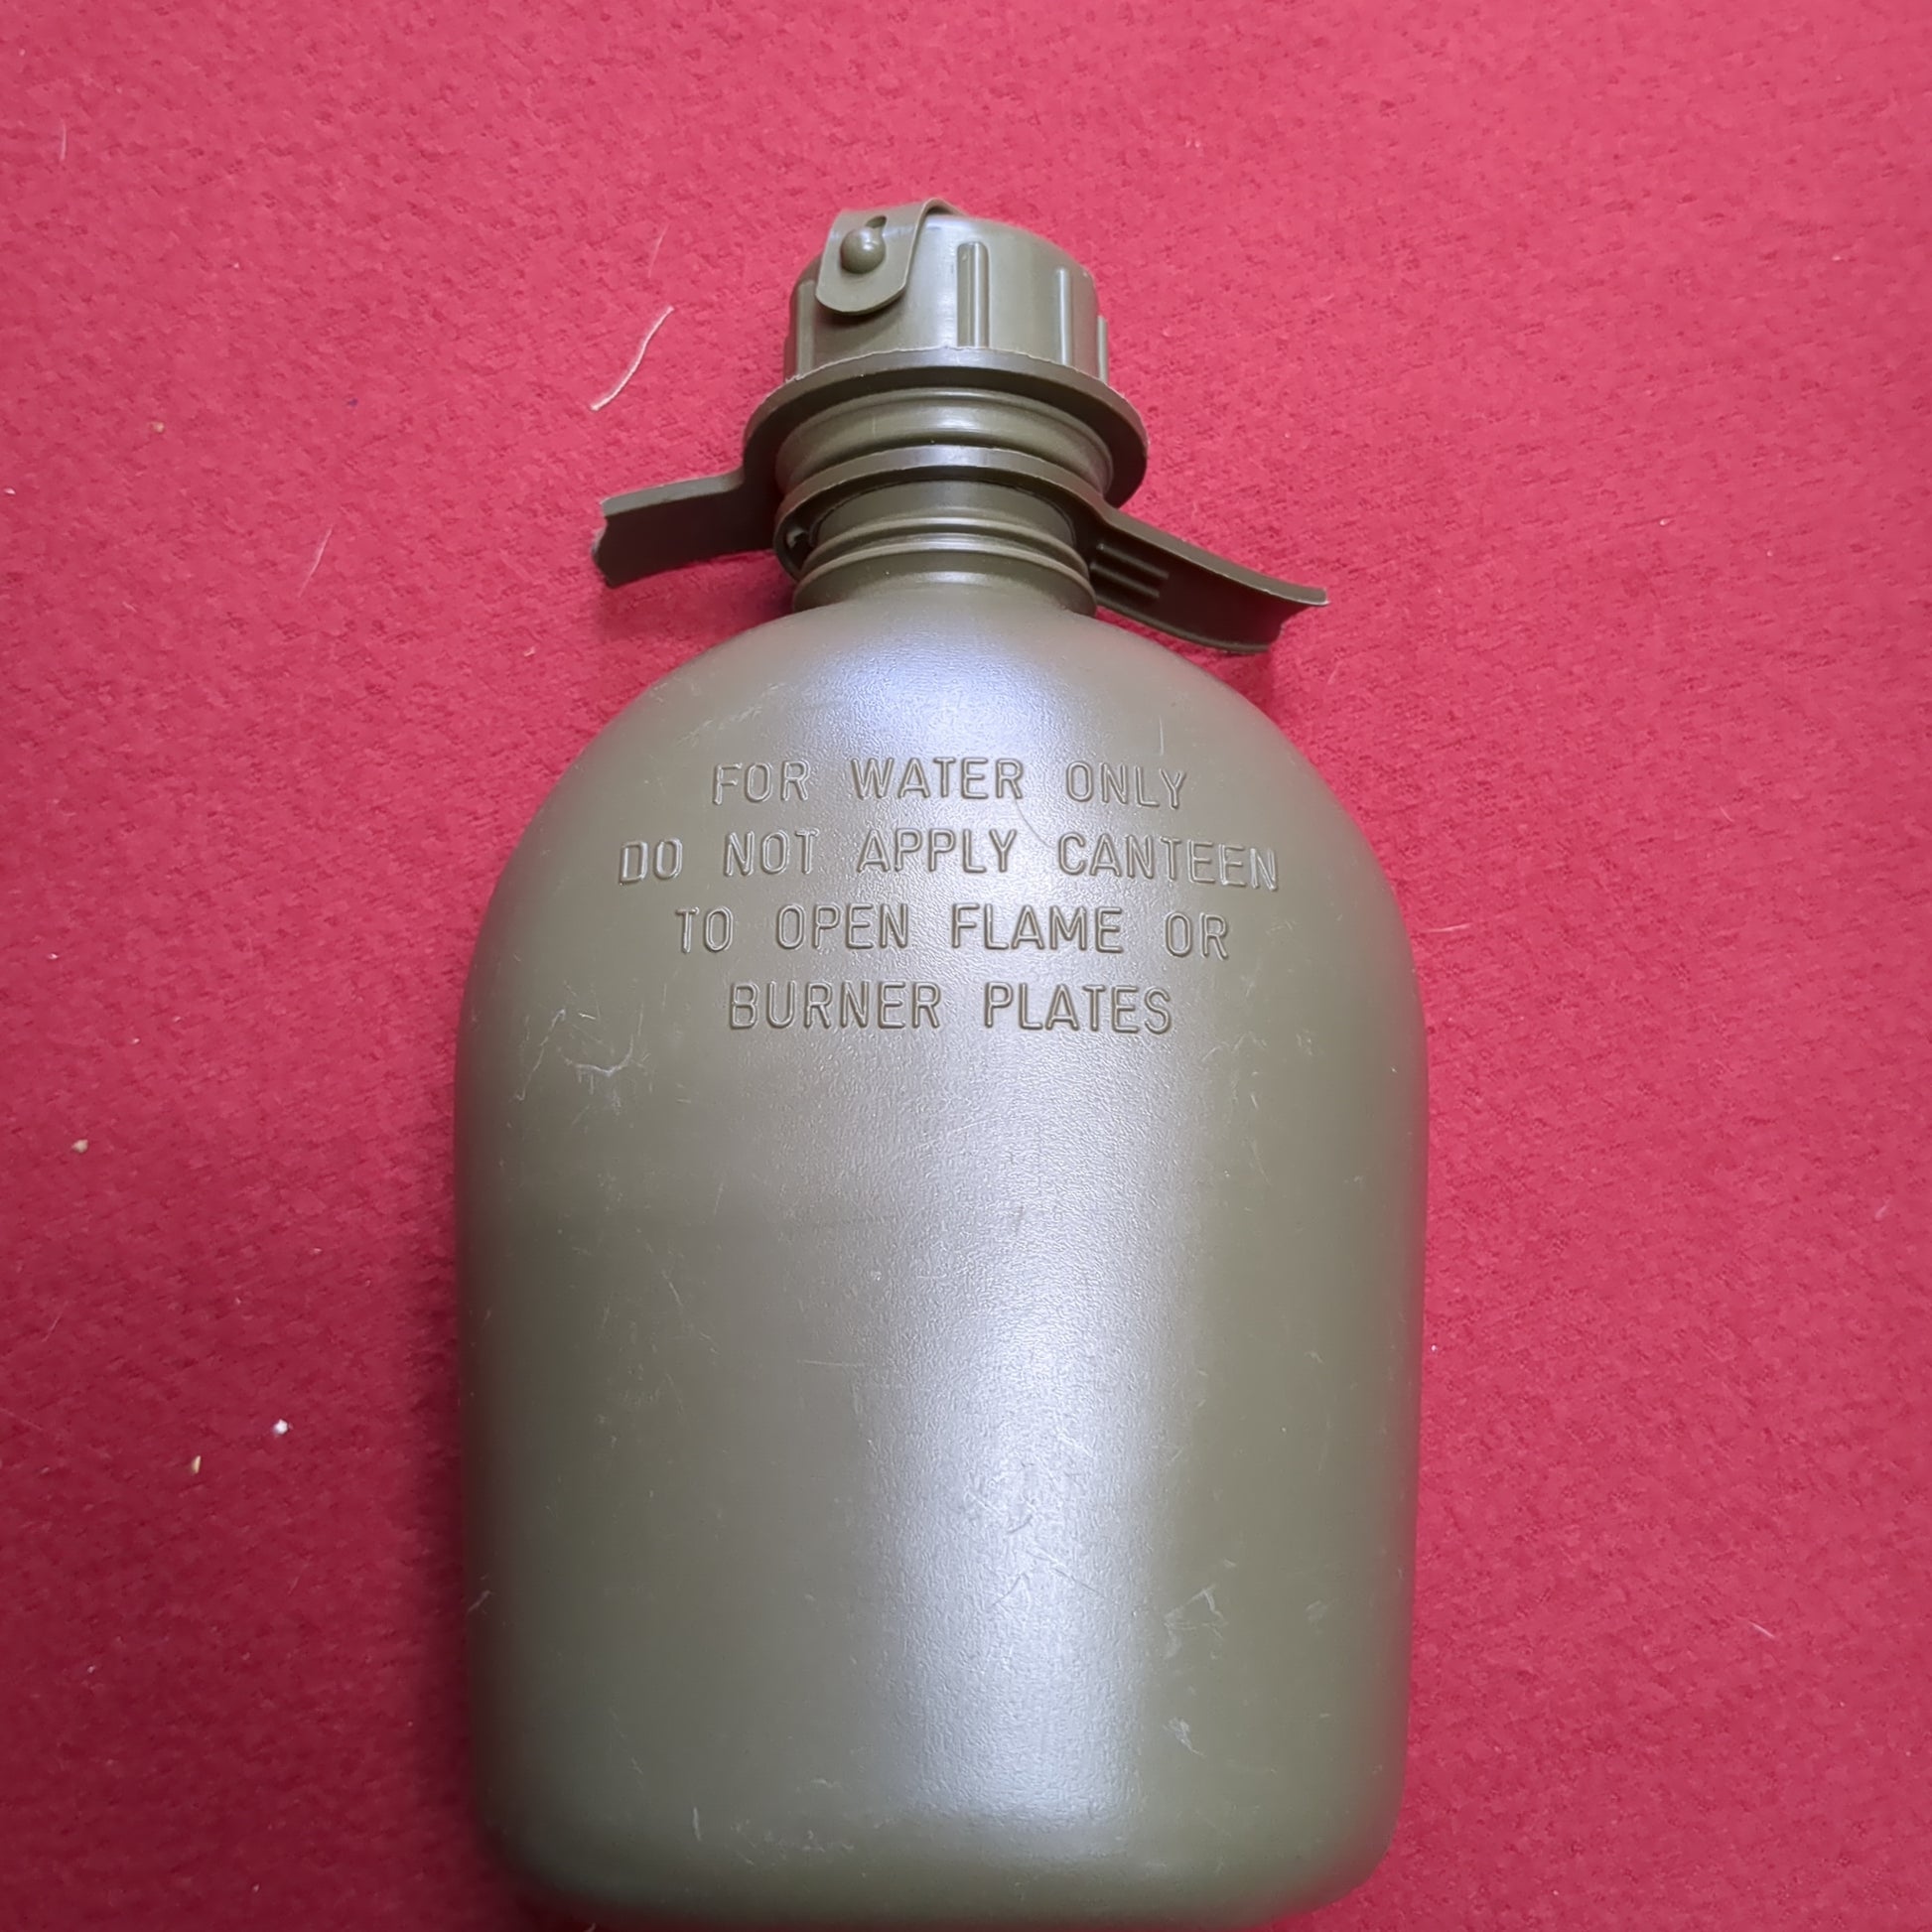 FOR WATER ONLY
DO NOT APPLY CANTEEN
TO OPEN FLAME OR
BURNER PLATES